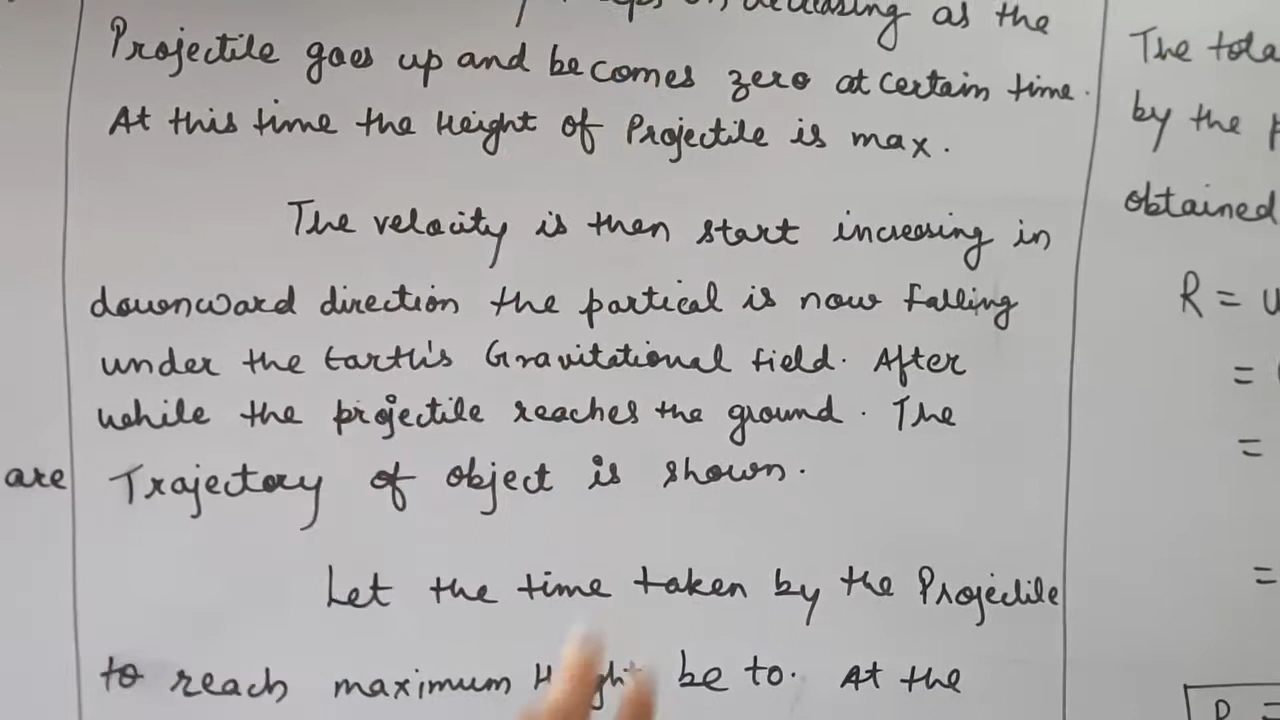 decreasing as the
Projectile goes up and becomes zero at certain time.
At this time the Height of Projectile is max.
The velocity is then start increasing in
downward direction the partical is now falling
under the Earth's Gravitational field. After
while the projectile reaches the ground. The
are
Trajectory of object is shown.
Let the time taken by the Projectile
to reach maximum be to. At the
The
by the
obtained
R = u
=
=
=
R =